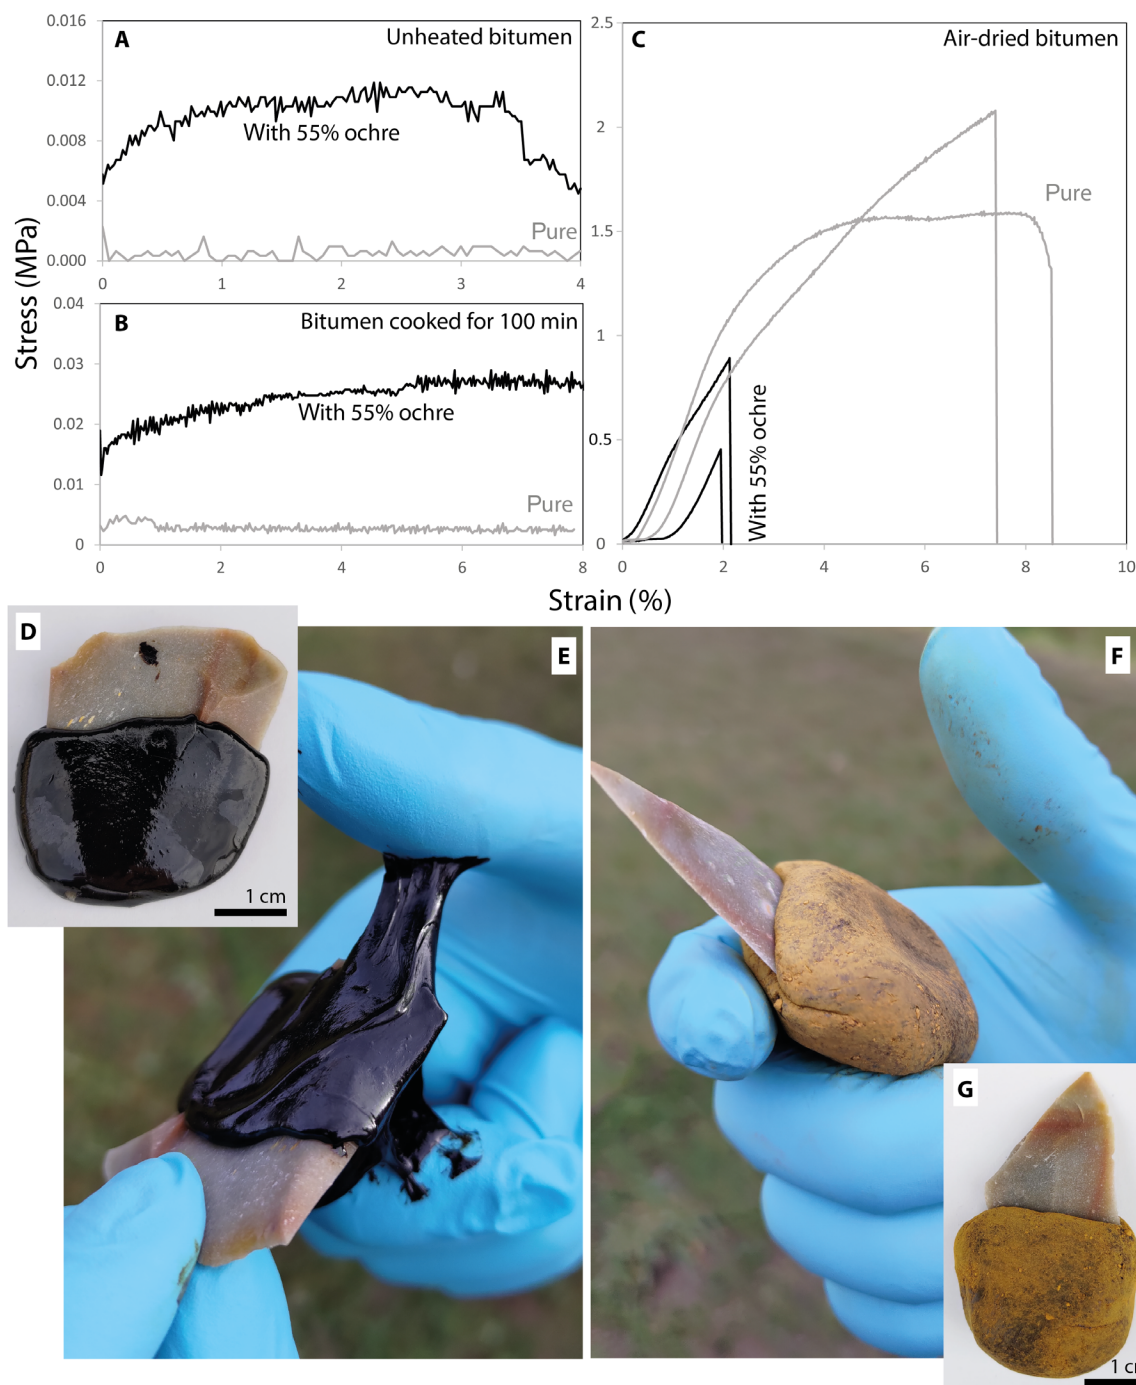 A
Unheated bitumen
0.016
0.012
0.008
0.004
0.000
With 55% ochre
Pure
0
1
2
3
4
B
Bitumen cooked for 100 min
0.04
0.03
0.02
0.01
0
With 55% ochre
Pure
0
2
4
6
8
Stress (MPa)
C
Air-dried bitumen
2.5
2
1.5
1
0.5
0
Pure
With 55% ochre
0
2
4
6
8
10
Strain (%)
D
1 cm
E
F
G
1 c